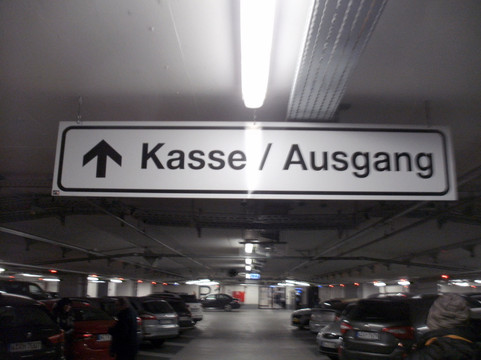 Kasse / Ausgang